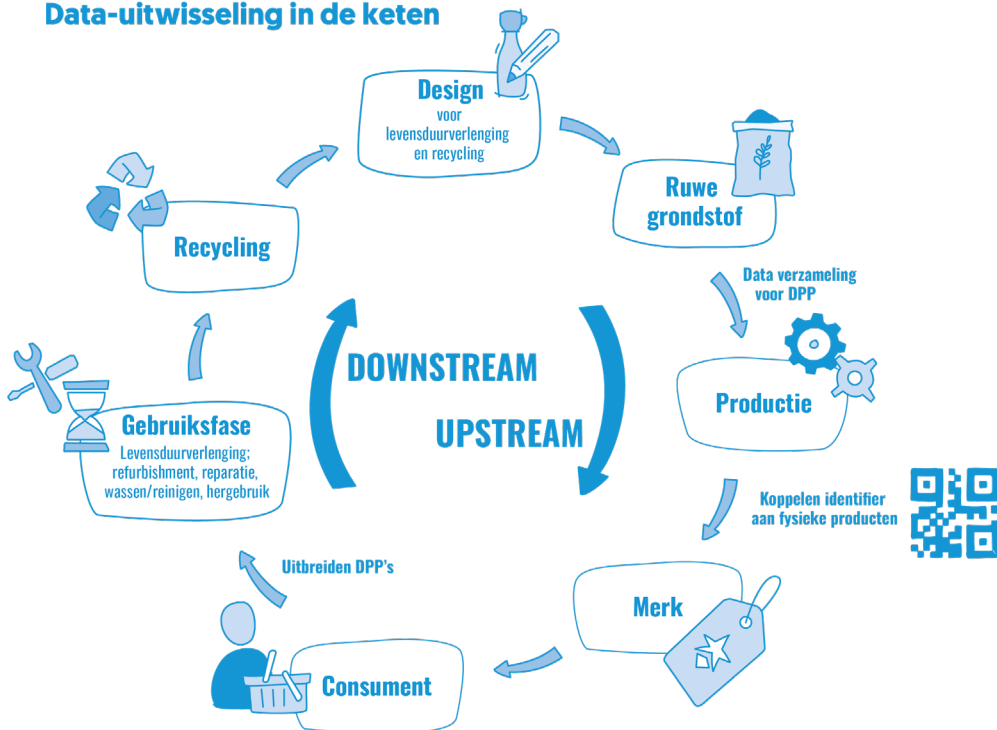 Data-uitwisseling in de keten
Design
voor
levensduurverlenging
en recycling
Ruwe
grondstof
Recycling
Data verzameling
voor DPP
DOWNSTREAM
UPSTREAM
Productie
Gebruiksfase
Levensduurverlenging;
refurbishment, reparatie,
wassen/reinigen, hergebruik
Koppelen identifier
aan fysieke producten
Uitbreiden DPP's
Merk
Consument